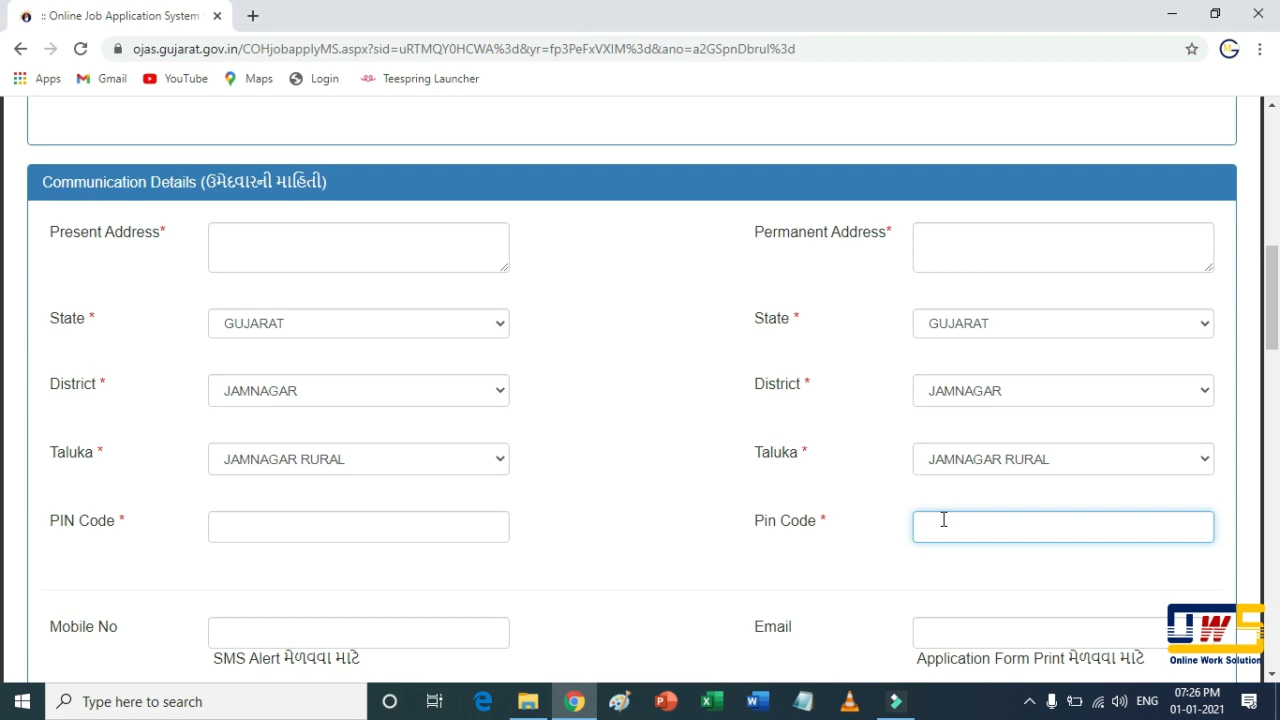 :: Online Job Application System
ojas.gujarat.gov.in/COHjobapplyMS.aspx?sid=uRTMQY0HCWA%3d&yr=fp3PeFxVXIM%3d&ano=a2GSpnDbruI%3d
Apps Gmail YouTube Maps Login Teespring Launcher
Communication Details (ઉમેદવારની માહિતી)
Present Address* Permanent Address*
State * GUJARAT State * GUJARAT
District * JAMNAGAR District * JAMNAGAR
Taluka * JAMNAGAR RURAL Taluka * JAMNAGAR RURAL
PIN Code * Pin Code *
Mobile No Email
SMS Alert મેળવવા માટે Application Form Print મેળવવા માટે
OWS
Online Work Solution
Type here to search
ENG
07:26 PM
01-01-2021